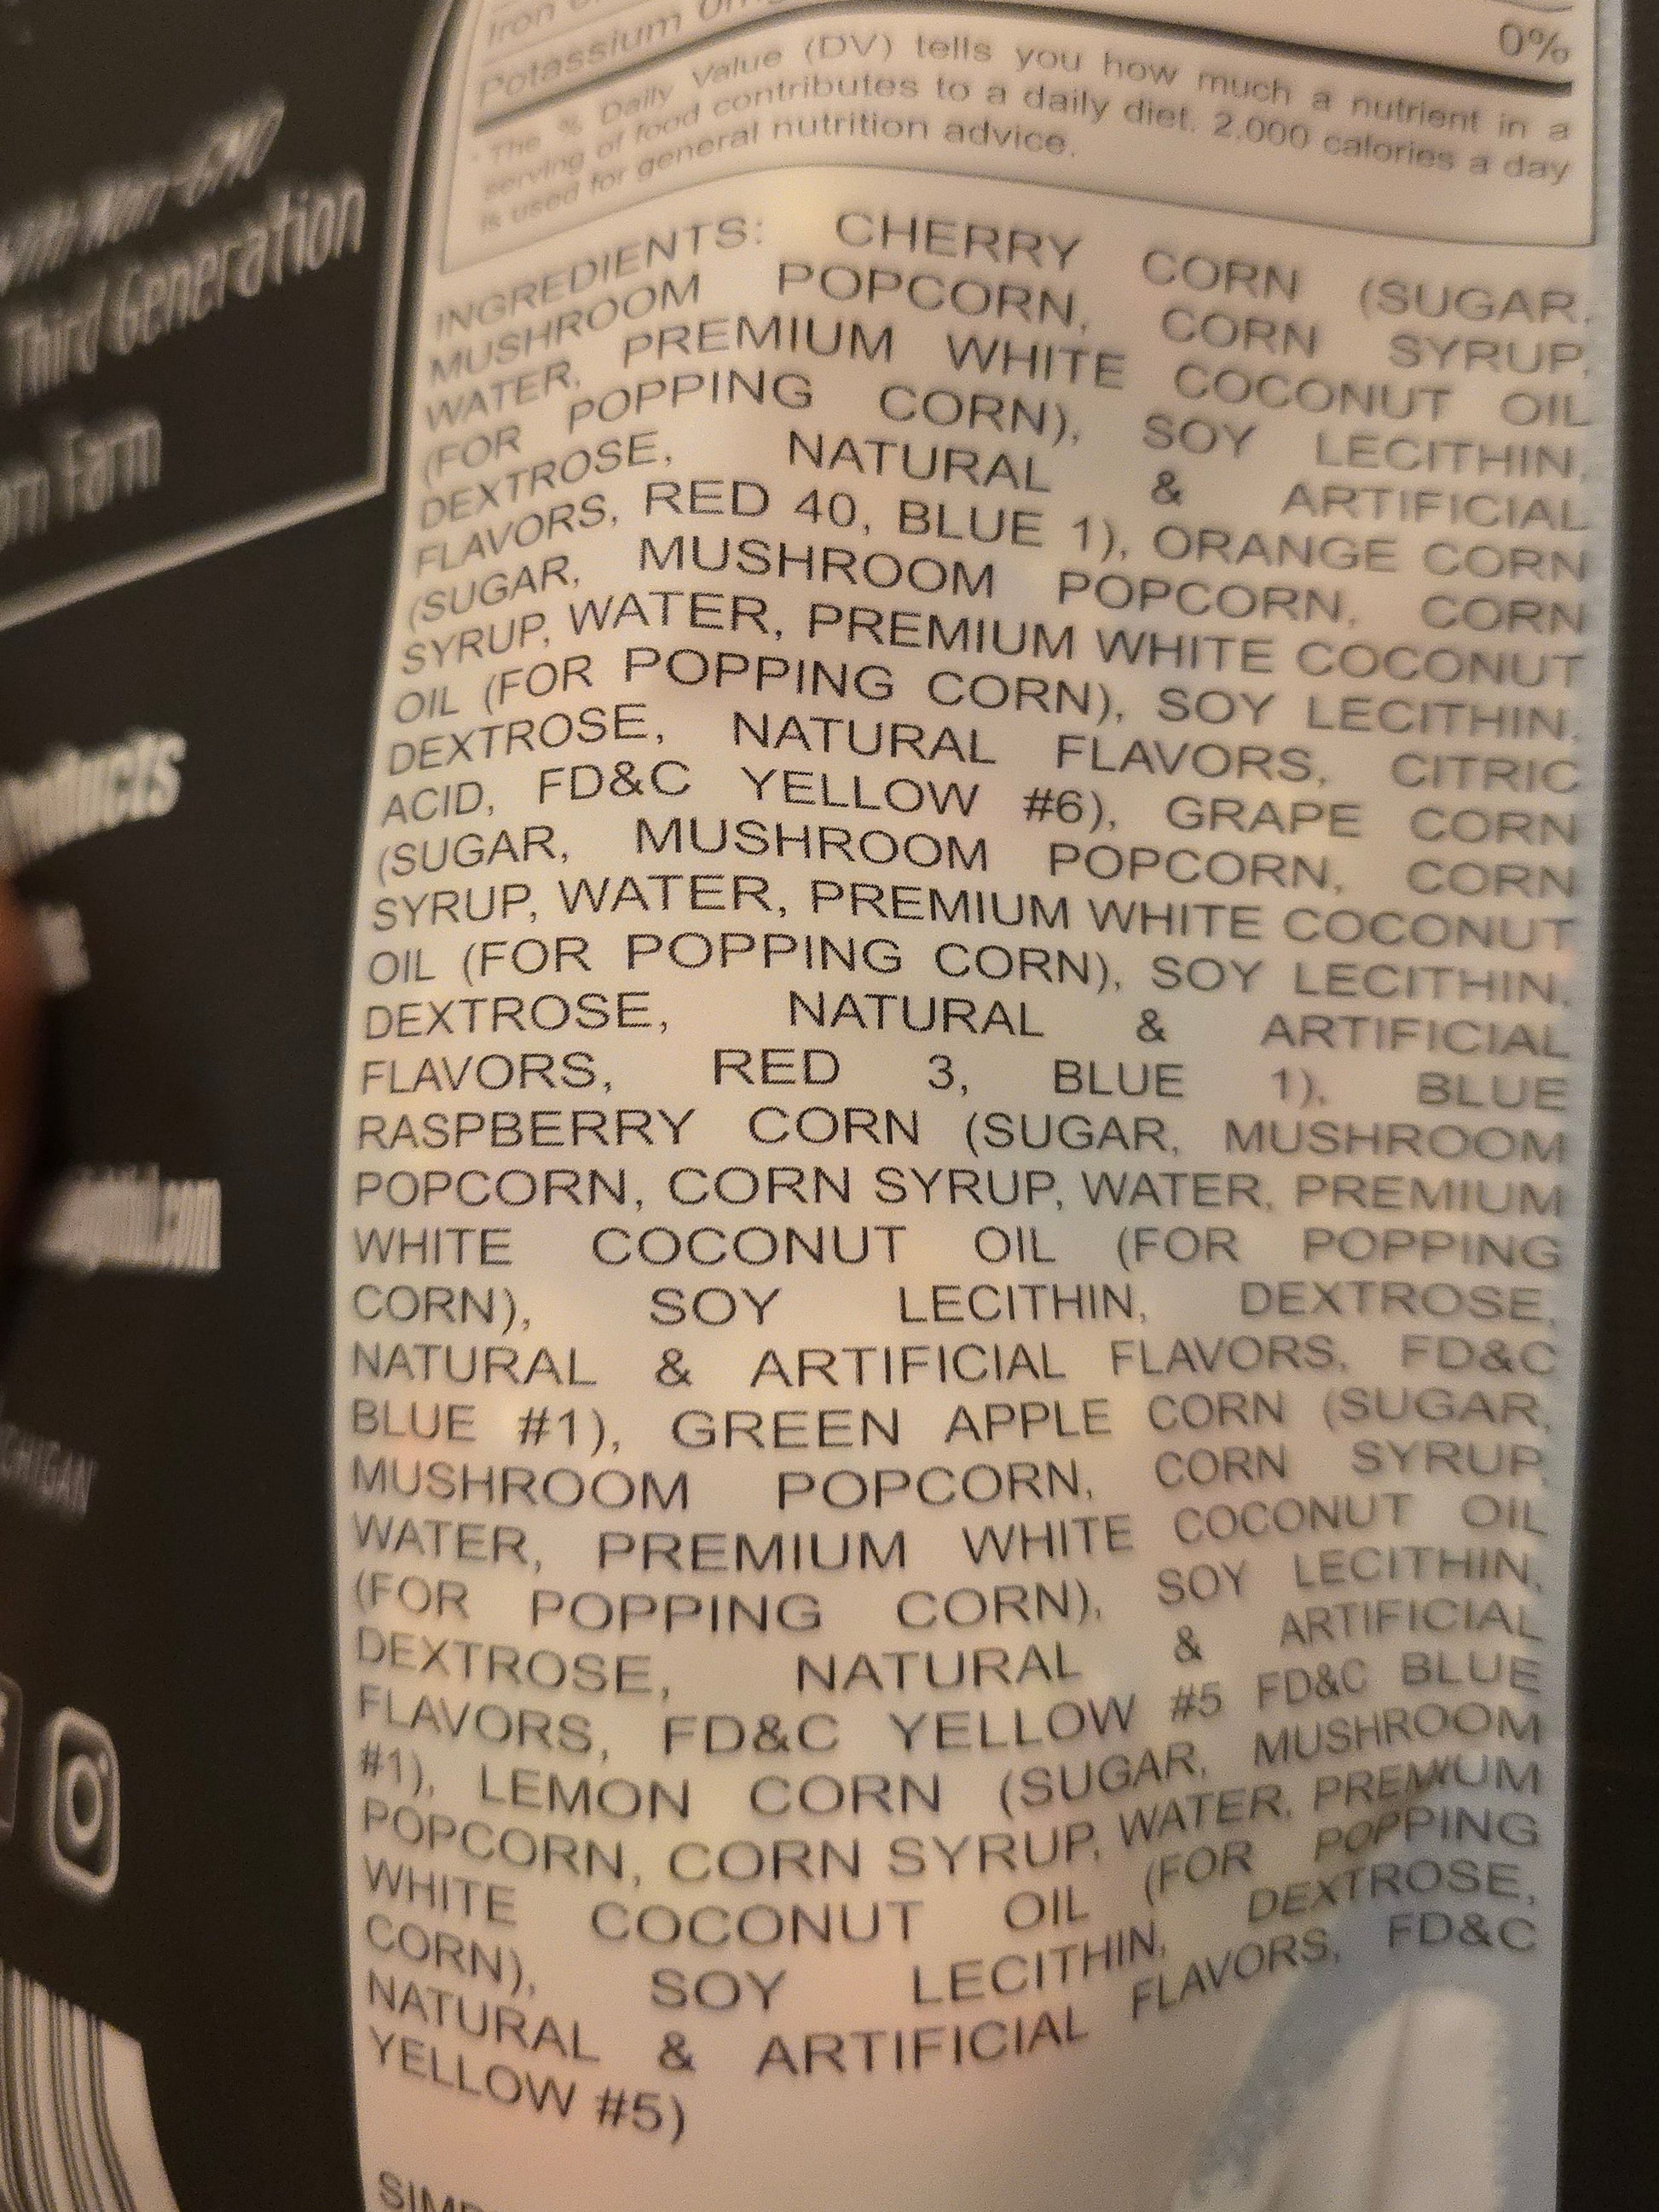 Iron
Potassium
0%
* The % Daily Value (DV) tells you how much a nutrient in a
serving of food contributes to a daily diet. 2,000 calories a day
is used for general nutrition advice.
INGREDIENTS: CHERRY CORN (SUGAR,
MUSHROOM POPCORN, CORN SYRUP,
WATER, PREMIUM WHITE COCONUT OIL
(FOR POPPING CORN), SOY LECITHIN,
DEXTROSE, NATURAL & ARTIFICIAL
FLAVORS, RED 40, BLUE 1), ORANGE CORN
(SUGAR, MUSHROOM POPCORN, CORN
SYRUP, WATER, PREMIUM WHITE COCONUT
OIL (FOR POPPING CORN), SOY LECITHIN,
DEXTROSE, NATURAL FLAVORS, CITRIC
ACID, FD&C YELLOW #6), GRAPE CORN
(SUGAR, MUSHROOM POPCORN, CORN
SYRUP, WATER, PREMIUM WHITE COCONUT
OIL (FOR POPPING CORN), SOY LECITHIN,
DEXTROSE, NATURAL & ARTIFICIAL
FLAVORS, RED 3, BLUE 1), BLUE
RASPBERRY CORN (SUGAR, MUSHROOM
POPCORN, CORN SYRUP, WATER, PREMIUM
WHITE COCONUT OIL (FOR POPPING
CORN), SOY LECITHIN, DEXTROSE,
NATURAL & ARTIFICIAL FLAVORS, FD&C
BLUE #1), GREEN APPLE CORN (SUGAR,
MUSHROOM POPCORN, CORN SYRUP,
WATER, PREMIUM WHITE COCONUT OIL
(FOR POPPING CORN), SOY LECITHIN,
DEXTROSE, NATURAL & ARTIFICIAL
FLAVORS, FD&C YELLOW #5 FD&C BLUE
#1), LEMON CORN (SUGAR, MUSHROOM
POPCORN, CORN SYRUP, WATER, PREMIUM
WHITE COCONUT OIL (FOR POPPING
CORN), SOY LECITHIN, DEXTROSE,
NATURAL & ARTIFICIAL FLAVORS, FD&C
YELLOW #5)
Third Generation
Farm